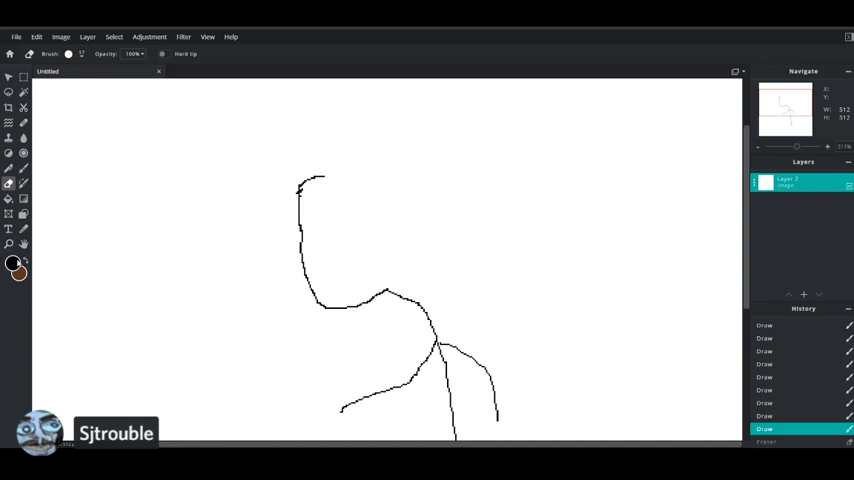 File Edit Image Layer Select Adjustment Filter View Help
Brush: Opacity: 100% Hard tip
Untitled
Navigate
X:
Y:
W: 512
H: 512
311%
Layers
Layer 2
Image
History
Draw
Draw
Draw
Draw
Draw
Draw
Draw
Draw
Draw
Eraser
Sjtrouble